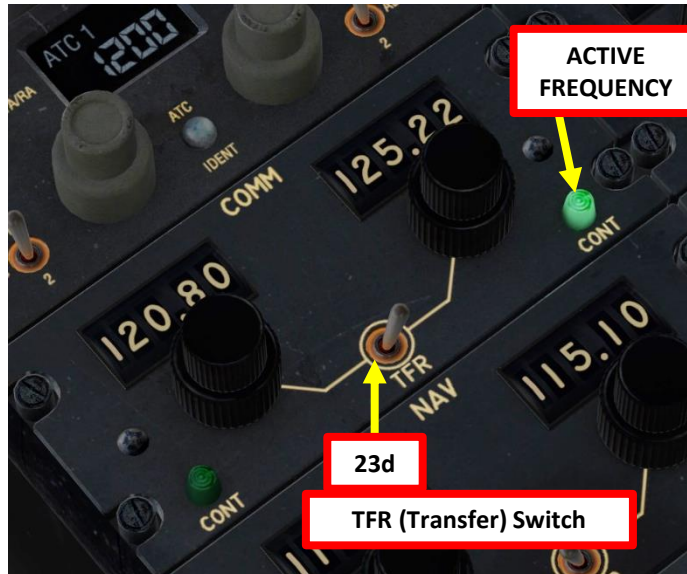 ATC 1
1200
2
A/RA
ATC
IDENT
ACTIVE
FREQUENCY
COMM
125.22
CONT
2
120.80
TFR
NAV
115.10
CONT
23d
TFR (Transfer) Switch